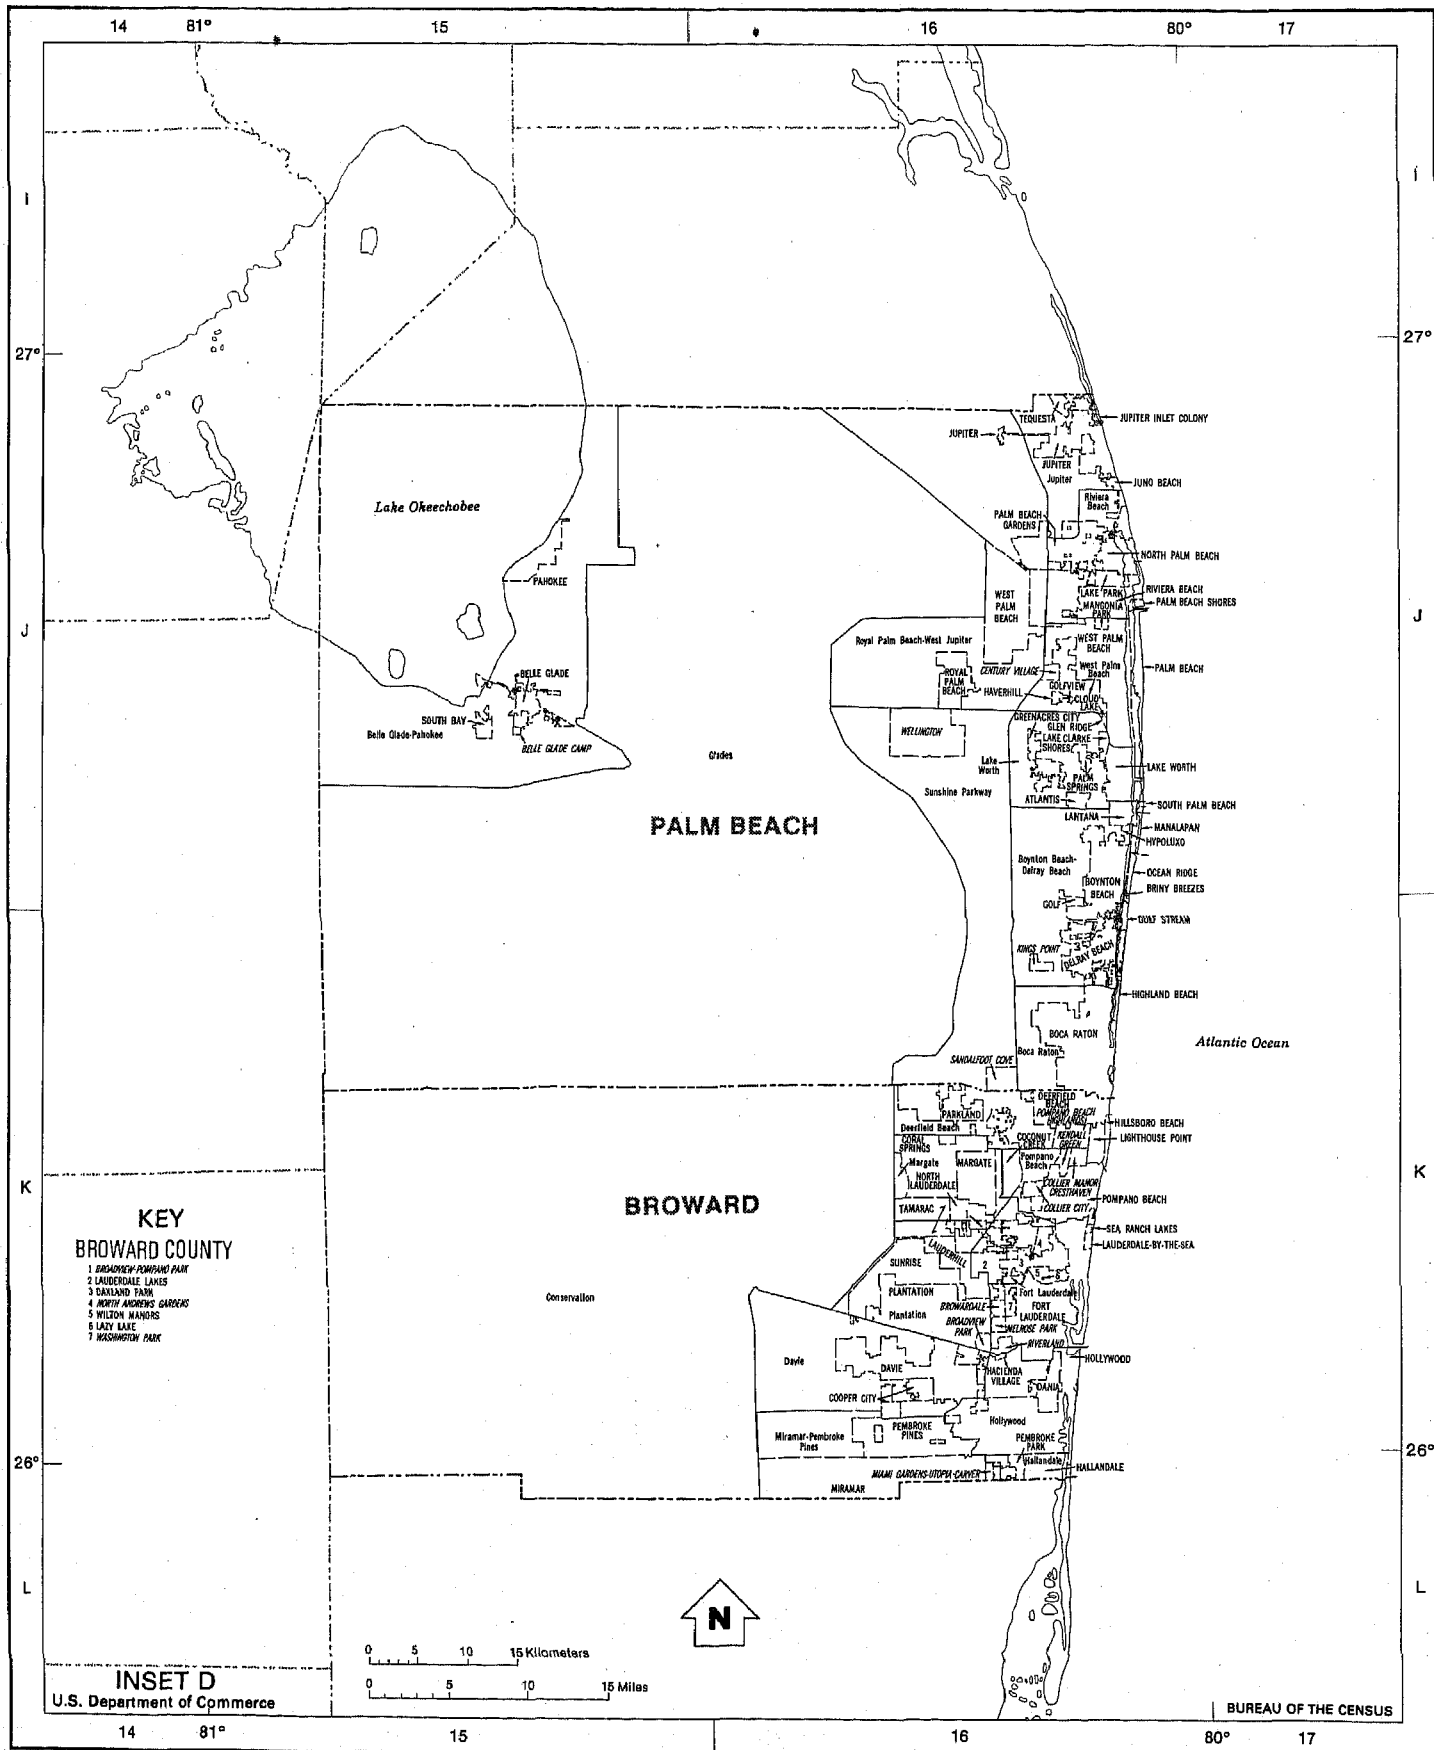 14 81° 15 16 80° 17
I
I
27°
27°
TEQUESTA
JUPITER INLET COLONY
JUPITER
JUPITER
Jupiter
JUNO BEACH
Riviera
Beach
Lake Okeechobee
PALM BEACH
GARDENS
NORTH PALM BEACH
PAHOKEE
WEST
PALM
BEACH
LAKE PARK
RIVIERA BEACH
MANGONIA
PARK
PALM BEACH SHORES
J
J
Royal Palm Beach-West Jupiter
WEST PALM
BEACH
CENTURY VILLAGE
West Palm
Beach
PALM BEACH
ROYAL
PALM
BEACH
BELLE GLADE
GOLFVIEW
HAVERHILL
CLOUD
LAKE
SOUTH BAY
Belle Glade-Pahokee
BELLE GLADE CAMP
GREENACRES CITY
GLEN RIDGE
WELLINGTON
LAKE CLARKE
SHORES
Glades
Lake
Worth
LAKE WORTH
PALM
SPRINGS
Sunshine Parkway
ATLANTIS
SOUTH PALM BEACH
LANTANA
PALM BEACH
MANALAPAN
HYPOLUXO
Boynton Beach-
Delray Beach
OCEAN RIDGE
BOYNTON
BEACH
BRINY BREEZES
GOLF
GOLF STREAM
KINGS POINT
DELRAY BEACH
HIGHLAND BEACH
BOCA RATON
Atlantic Ocean
Boca Raton
SANDALFOOT COVE
DEERFIELD
BEACH
PARKLAND
POMPANO BEACH
HIGHLANDS
HILLSBORO BEACH
Deerfield Beach
LIGHTHOUSE POINT
CORAL
SPRINGS
COCONUT
CREEK
KENDALL
GREEN
Margate
MARGATE
Pompano
Beach
K
K
NORTH
LAUDERDALE
COLLIER MANOR
CRESTHAVEN
POMPANO BEACH
BROWARD
TAMARAC
COLLIER CITY
SEA RANCH LAKES
LAUDERDALE-BY-THE-SEA
LAUDERHILL
SUNRISE
2
3
4
5
6
KEY
BROWARD COUNTY
1 BROADVIEW-POMPANO PARK
2 LAUDERDALE LAKES
3 OAKLAND PARK
4 NORTH ANDREWS GARDENS
5 WILTON MANORS
6 LAZY LAKE
7 WASHINGTON PARK
Conservation
PLANTATION
Plantation
Fort Lauderdale
BROWARDALE
7
FORT
LAUDERDALE
BROADVIEW
PARK
MELROSE PARK
RIVERLAND
HOLLYWOOD
Davie
DAVIE
HACIENDA
VILLAGE
DANIA
COOPER CITY
Hollywood
Miramar-Pembroke
Pines
PEMBROKE
PINES
PEMBROKE
PARK
Hallandale
HALLANDALE
26°
26°
MIAMI GARDENS-UTOPIA-CARVER
MIRAMAR
L
L
N
0 5 10 15 Kilometers
0 5 10 15 Miles
INSET D
U.S. Department of Commerce
BUREAU OF THE CENSUS
14 81° 15 16 80° 17